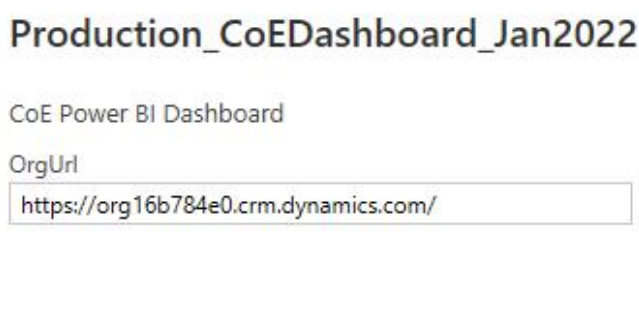 Production_CoEDashboard_Jan2022
CoE Power BI Dashboard
OrgUrl
https://org16b784e0.crm.dynamics.com/